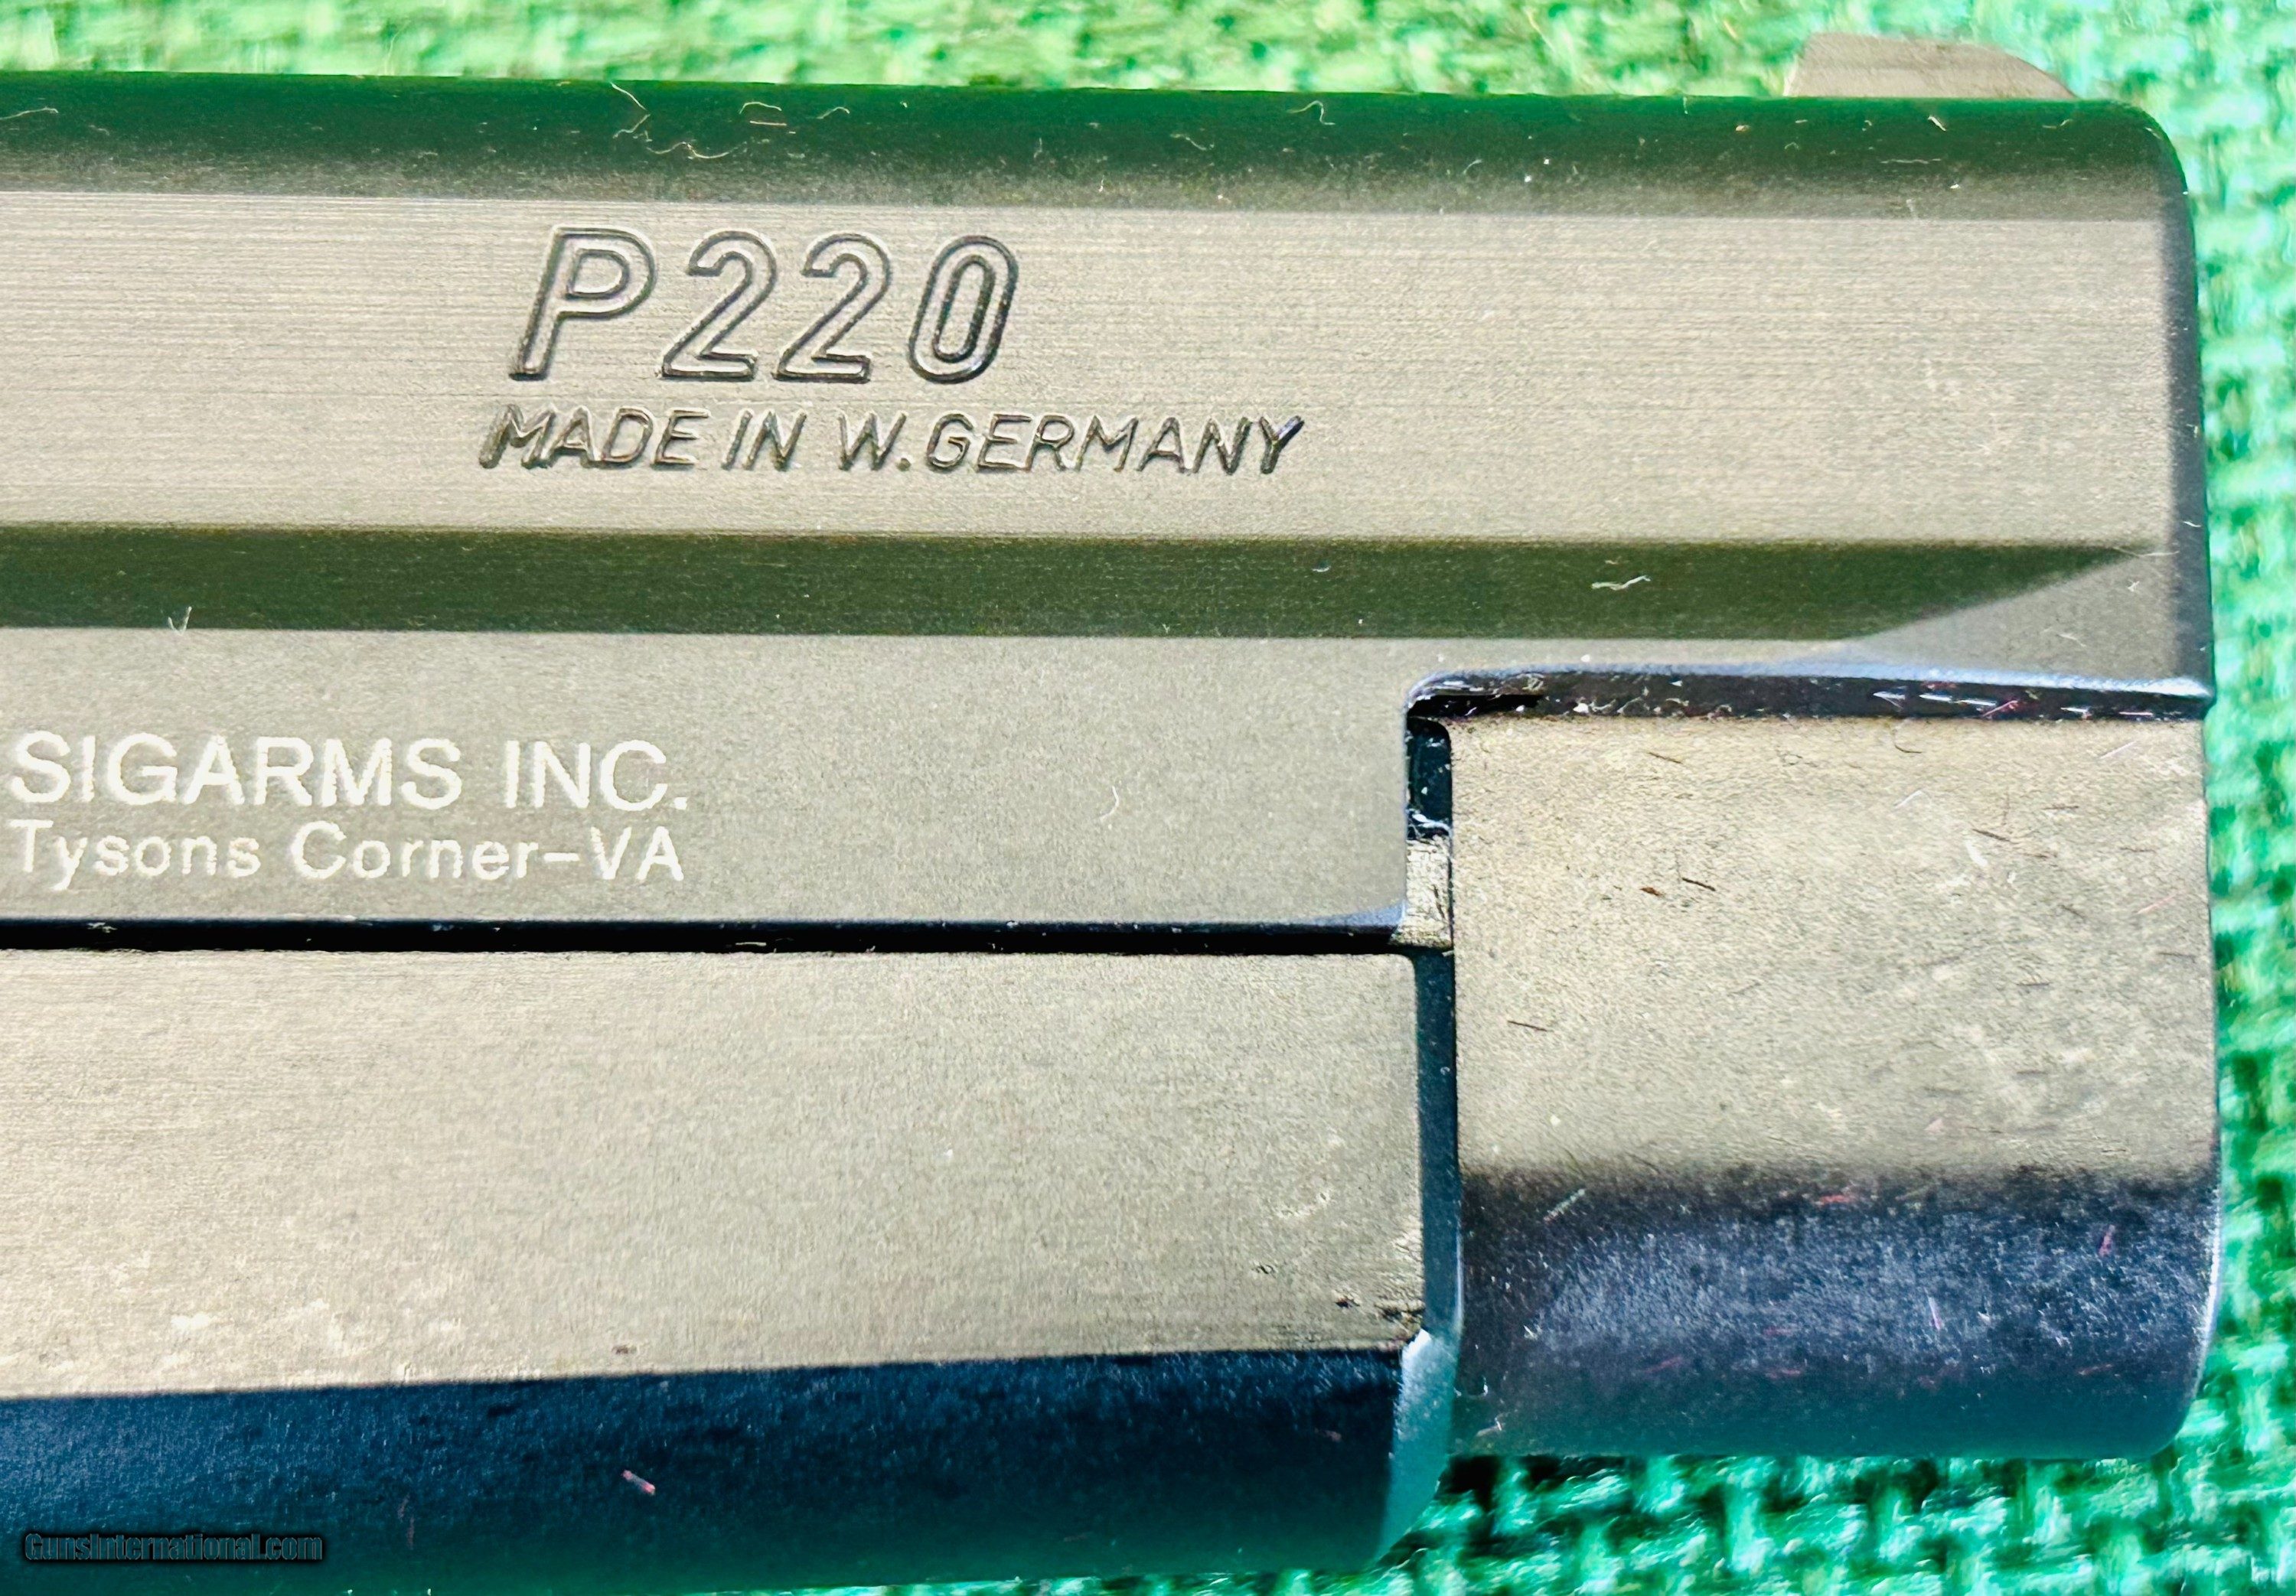 P220
MADE IN W.GERMANY
SIGARMS INC.
Tysons Corner-VA
GunsInternational.com